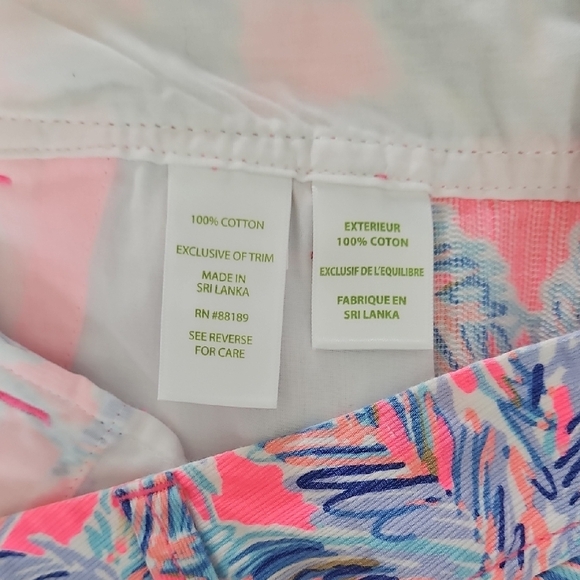 100% COTTON
EXCLUSIVE OF TRIM
MADE IN
SRI LANKA
RN #88189
SEE REVERSE
FOR CARE
EXTERIEUR
100% COTON
EXCLUSIF DE L'EQUILIBRE
FABRIQUE EN
SRI LANKA